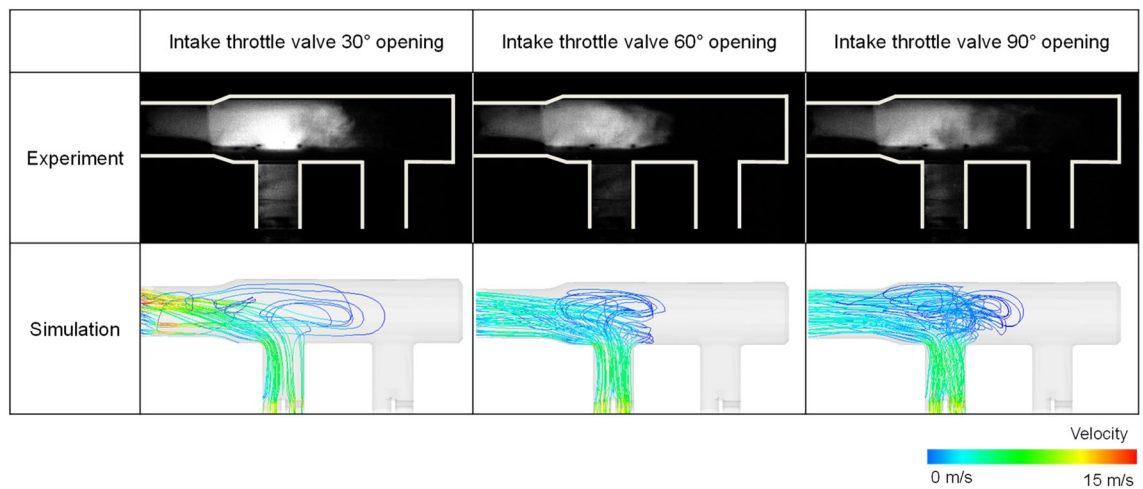 Intake throttle valve 30° opening
Intake throttle valve 60° opening
Intake throttle valve 90° opening
Experiment
Simulation
Velocity
0 m/s
15 m/s